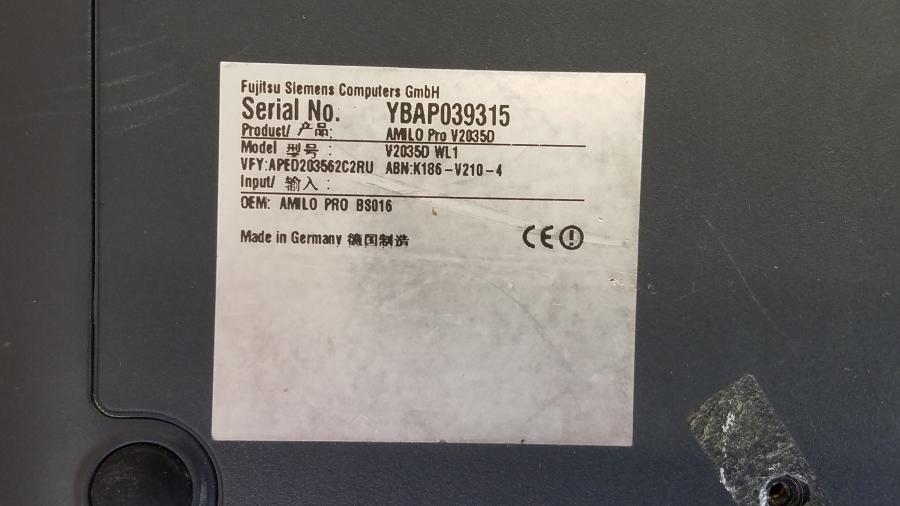 Fujitsu Siemens Computers GmbH
Serial No. YBAP039315
Product/ 产品: AMILO Pro V2035D
Model 型号: V2035D WL1
VFY:APED203562C2RU ABN:K186-V210-4
Input/ 输入:
OEM: AMILO PRO BS016
Made in Germany 德国制造 CE